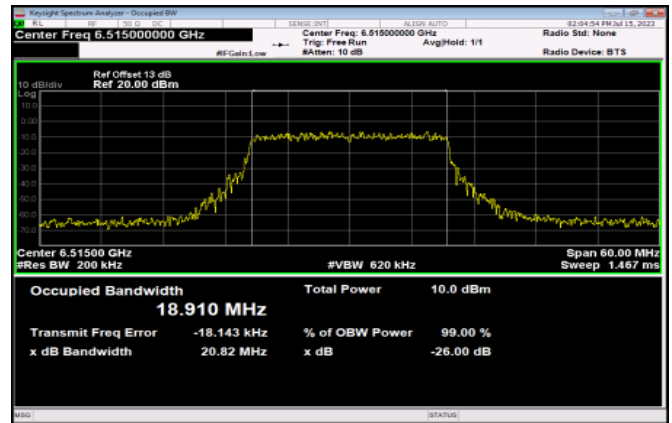 Keysight Spectrum Analyzer - Occupied BW
RL RF 50 Ω DC SENSE:INT ALIGN AUTO 02:04:54 PM Jul 15, 2023
Center Freq 6.515000000 GHz Center Freq: 6.515000000 GHz Radio Std: None
Trig: Free Run Avg|Hold: 1/1
#IFGain:Low #Atten: 10 dB Radio Device: BTS
Ref Offset 13 dB
10 dB/div Ref 20.00 dBm
Log
10.0
0.00
-10.0
-20.0
-30.0
-40.0
-50.0
-60.0
-70.0
Center 6.51500 GHz Span 60.00 MHz
#Res BW 200 kHz #VBW 620 kHz Sweep 1.467 ms
Occupied Bandwidth Total Power 10.0 dBm
18.910 MHz
Transmit Freq Error -18.143 kHz % of OBW Power 99.00 %
x dB Bandwidth 20.82 MHz x dB -26.00 dB
MSG STATUS